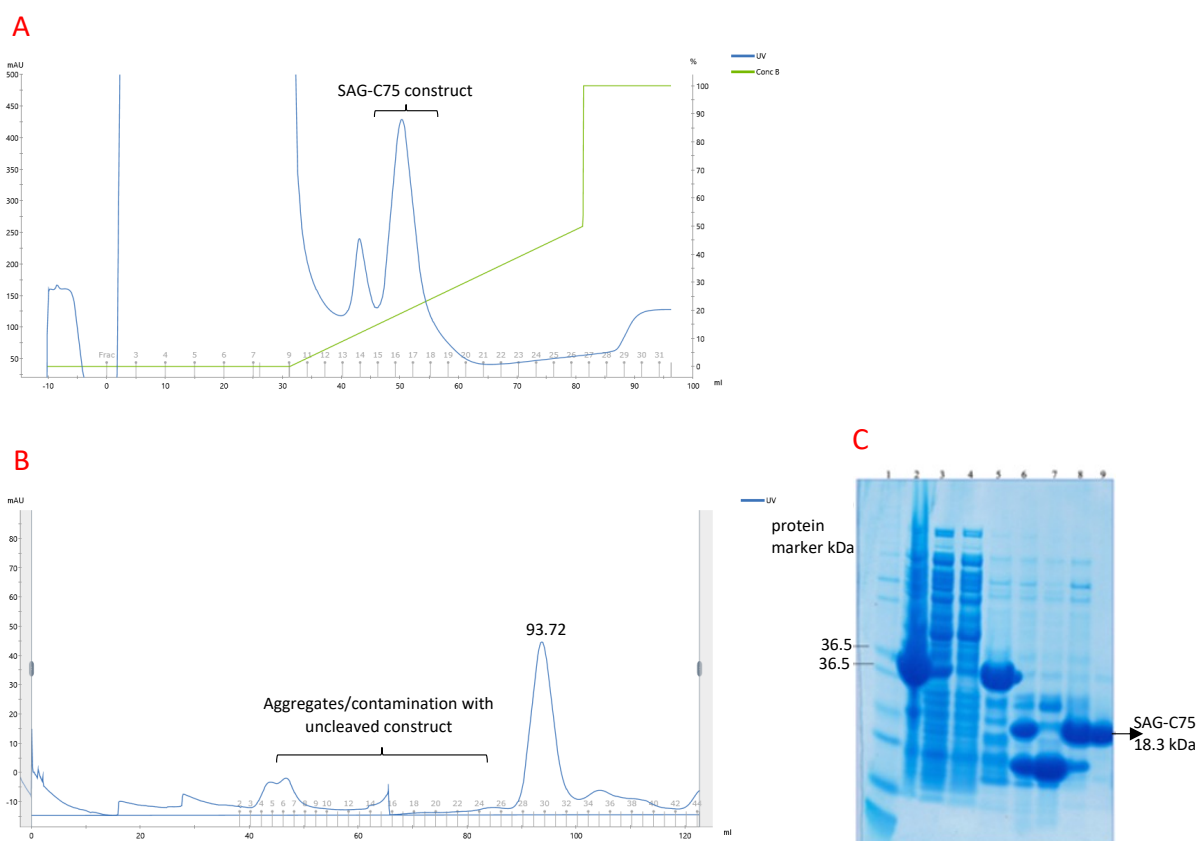 A
mAU
500
450
400
350
300
250
200
150
100
50
SAG-C75 construct
UV
Conc B
%
100
90
80
70
60
50
40
30
20
10
0
Frac 3 4 5 6 7 9 11 12 13 14 15 16 17 18 19 20 21 22 23 24 25 26 27 28 29 30 31
-10 0 10 20 30 40 50 60 70 80 90 100
ml
B
mAU
80
70
60
50
40
30
20
10
0
-10
UV
93.72
Aggregates/contamination with
uncleaved construct
2 3 4 5 6 7 8 9 10 12 14 16 18 20 22 24 26 28 30 32 34 36 38 40 42 44
0 20 40 60 80 100 120
ml
C
1 2 3 4 5 6 7 8 9
protein
marker kDa
36.5
36.5
SAG-C75
18.3 kDa